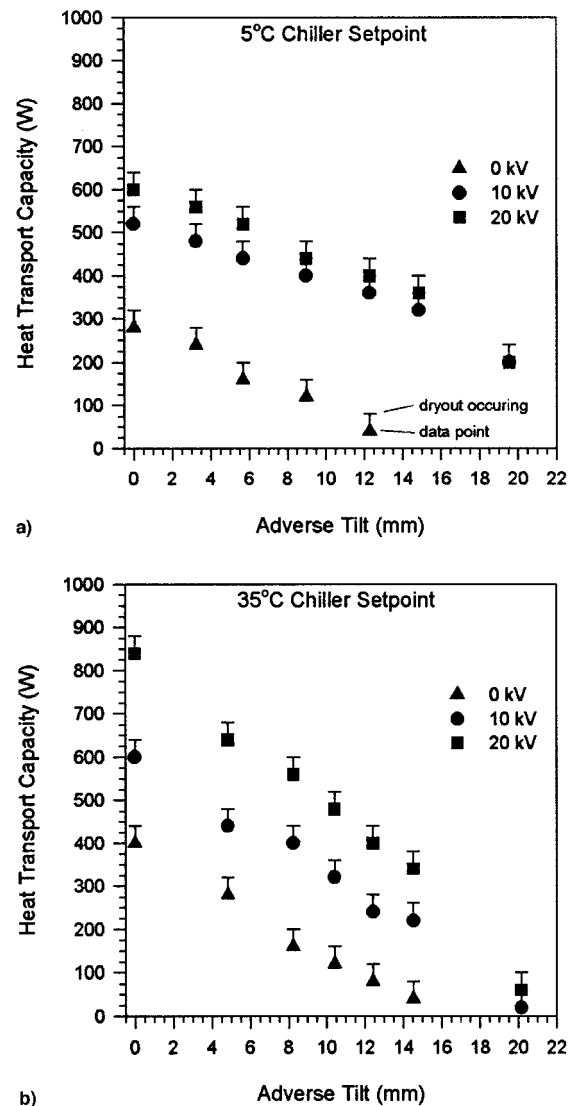 5°C Chiller Setpoint
1000
900
800
700
600
500
400
300
200
100
0
Heat Transport Capacity (W)
0 kV
10 kV
20 kV
dryout occuring
data point
0 2 4 6 8 10 12 14 16 18 20 22
Adverse Tilt (mm)
a)
35°C Chiller Setpoint
1000
900
800
700
600
500
400
300
200
100
0
Heat Transport Capacity (W)
0 kV
10 kV
20 kV
0 2 4 6 8 10 12 14 16 18 20 22
Adverse Tilt (mm)
b)